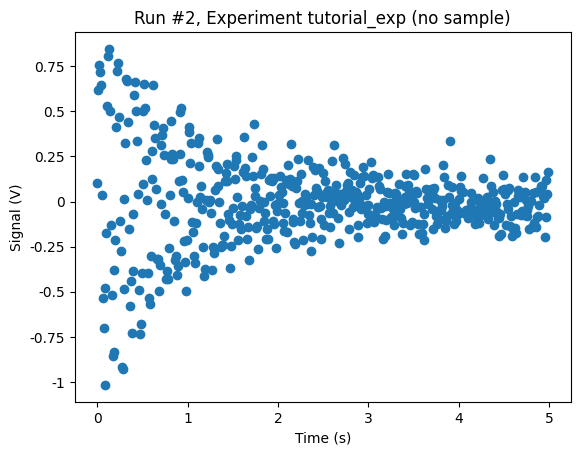 Run #2, Experiment tutorial_exp (no sample)
Signal (V)
0.75
0.5
0.25
0
-0.25
-0.5
-0.75
-1
0 1 2 3 4 5
Time (s)